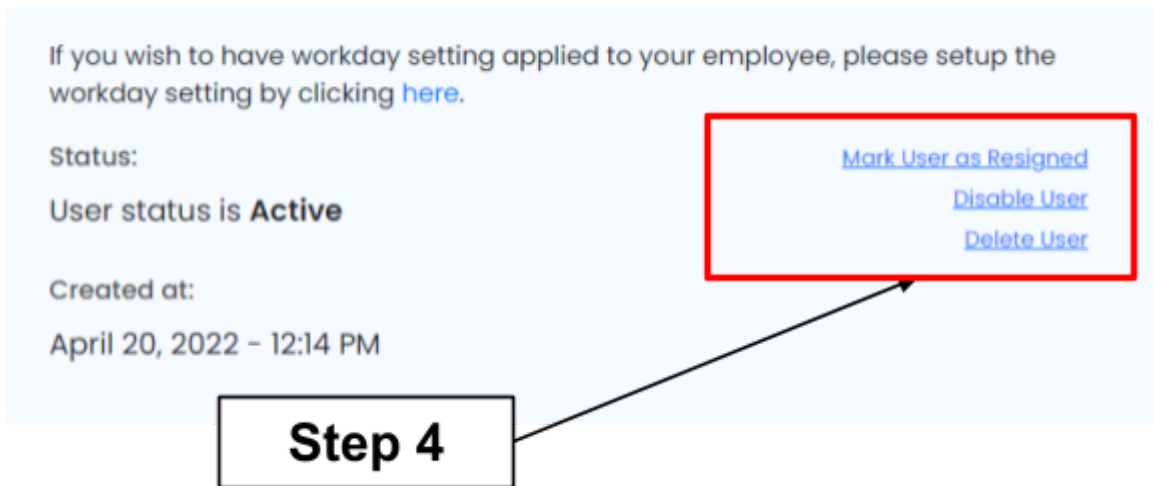 If you wish to have workday setting applied to your employee, please setup the
workday setting by clicking here.
Status:
Mark User as Resigned
User status is Active
Disable User
Delete User
Created at:
April 20, 2022 - 12:14 PM
Step 4